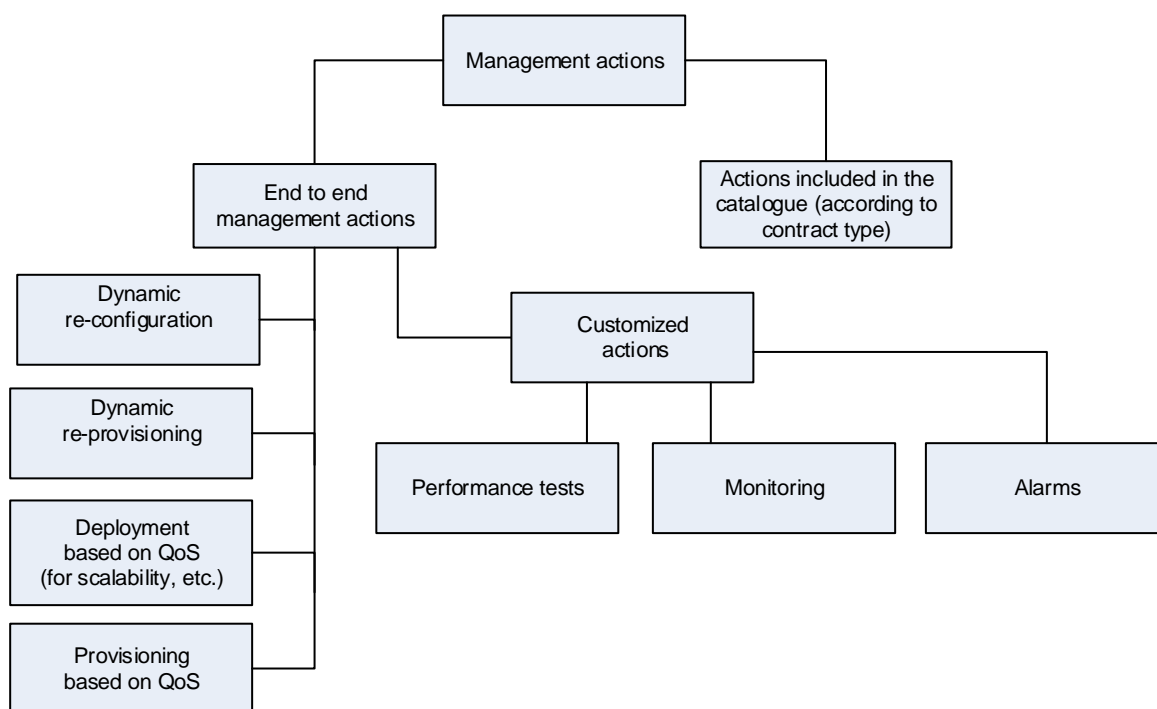 Management actions
End to end
management actions
Actions included in the
catalogue (according to
contract type)
Dynamic
re-configuration
Customized
actions
Dynamic
re-provisioning
Performance tests
Monitoring
Alarms
Deployment
based on QoS
(for scalability, etc.)
Provisioning
based on QoS